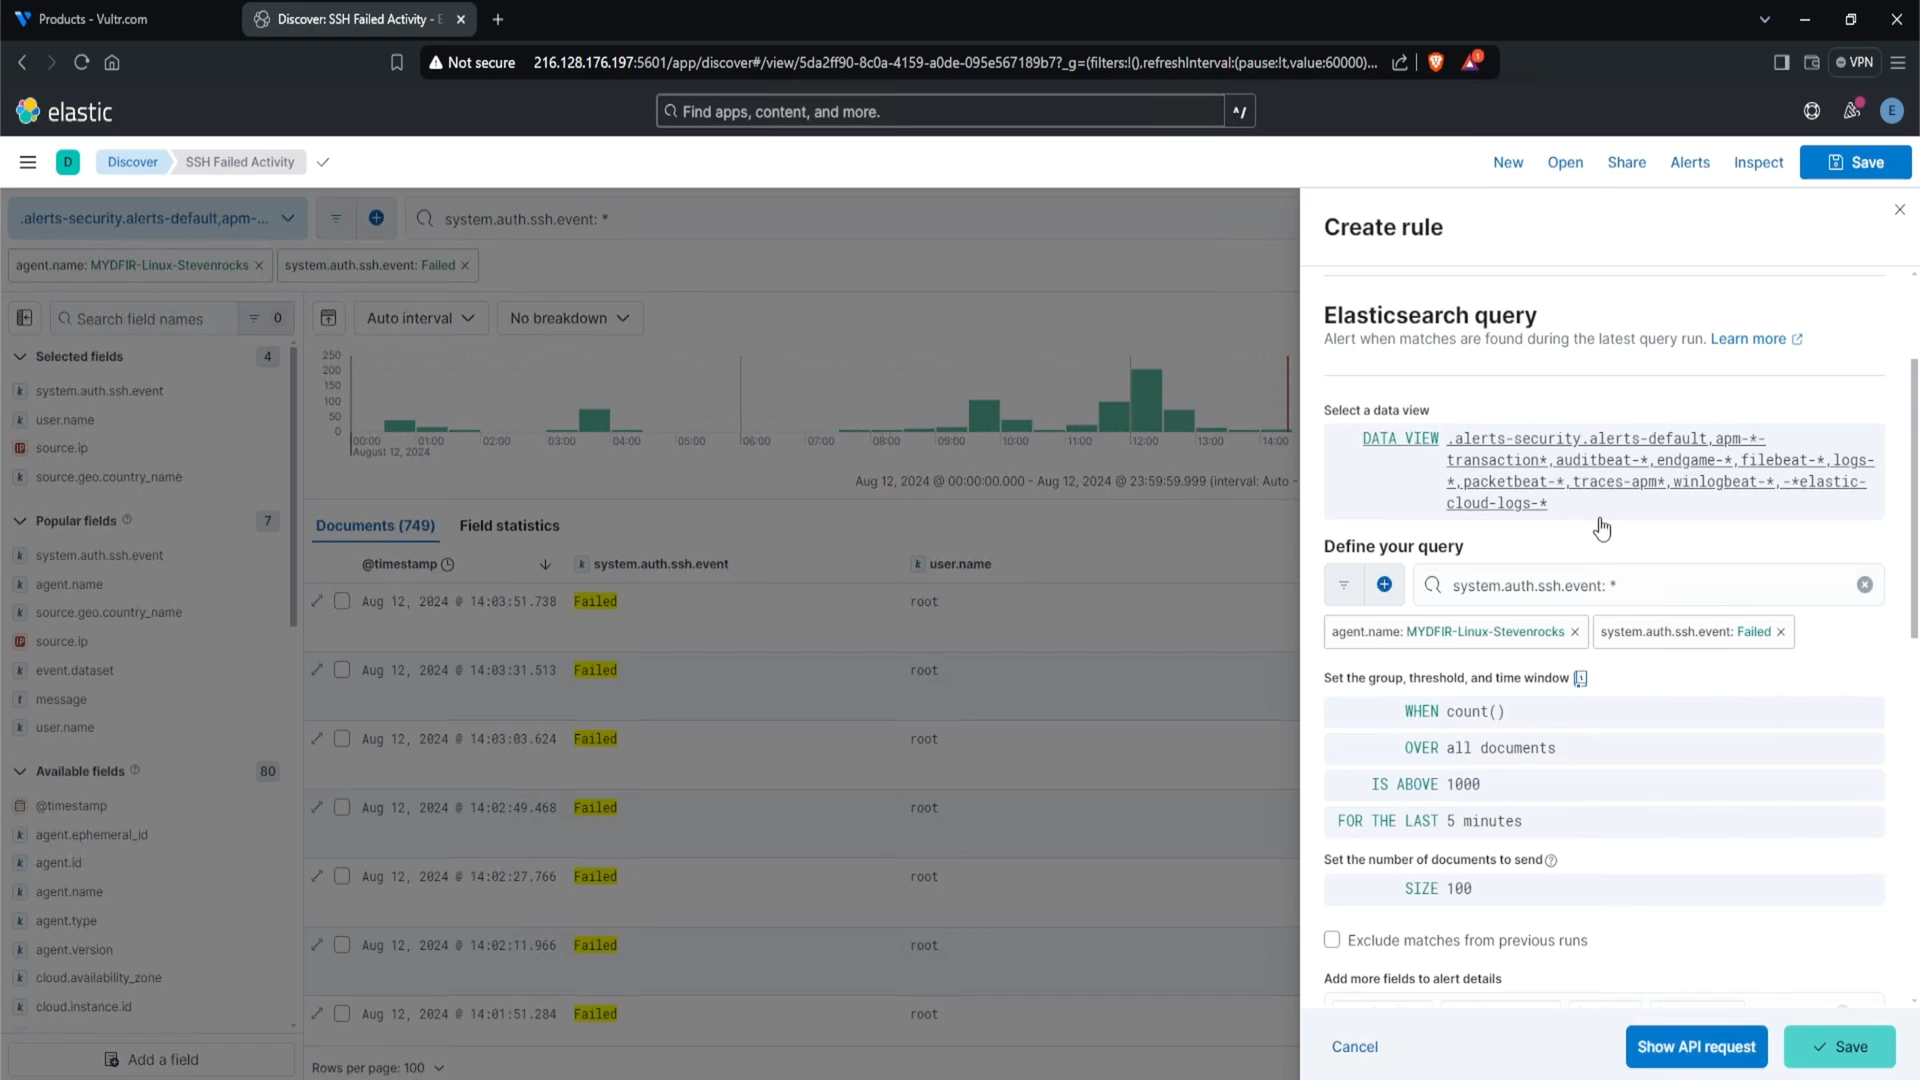 Products - Vultr.com
Discover: SSH Failed Activity - E
Not secure 216.128.176.197:5601/app/discover#/view/5da2ff90-8c0a-4159-a0de-095e567189b7?_g=(filters:!(),refreshInterval:(pause:!t,value:60000)...
1
VPN
elastic
Find apps, content, and more.
^/
E
D
Discover
SSH Failed Activity
New
Open
Share
Alerts
Inspect
Save
.alerts-security.alerts-default,apm-...
system.auth.ssh.event: *
agent.name: MYDFIR-Linux-Stevenrocks
system.auth.ssh.event: Failed
Search field names
0
Selected fields 4
k system.auth.ssh.event
k user.name
IP source.ip
k source.geo.country_name
Popular fields 7
k system.auth.ssh.event
k agent.name
k source.geo.country_name
IP source.ip
k event.dataset
t message
k user.name
Available fields 80
@timestamp
k agent.ephemeral_id
k agent.id
k agent.name
k agent.type
k agent.version
k cloud.availability_zone
k cloud.instance.id
Add a field
Auto interval
No breakdown
250
200
150
100
50
0
00:00 01:00 02:00 03:00 04:00 05:00 06:00 07:00 08:00 09:00 10:00 11:00 12:00 13:00 14:00
August 12, 2024
Aug 12, 2024 @ 00:00:00.000 - Aug 12, 2024 @ 23:59:59.999 (interval: Auto -
Documents (749)
Field statistics
@timestamp k system.auth.ssh.event k user.name
Aug 12, 2024 @ 14:03:51.738 Failed root
Aug 12, 2024 @ 14:03:31.513 Failed root
Aug 12, 2024 @ 14:03:03.624 Failed root
Aug 12, 2024 @ 14:02:49.468 Failed root
Aug 12, 2024 @ 14:02:27.766 Failed root
Aug 12, 2024 @ 14:02:11.966 Failed root
Aug 12, 2024 @ 14:01:51.284 Failed root
Rows per page: 100
Create rule
Elasticsearch query
Alert when matches are found during the latest query run. Learn more
Select a data view
DATA VIEW .alerts-security.alerts-default,apm-*-
transaction*,auditbeat-*,endgame-*,filebeat-*,logs-
*,packetbeat-*,traces-apm*,winlogbeat-*,-*elastic-
cloud-logs-*
Define your query
system.auth.ssh.event: *
agent.name: MYDFIR-Linux-Stevenrocks
system.auth.ssh.event: Failed
Set the group, threshold, and time window
WHEN count()
OVER all documents
IS ABOVE 1000
FOR THE LAST 5 minutes
Set the number of documents to send
SIZE 100
Exclude matches from previous runs
Add more fields to alert details
Cancel
Show API request
Save